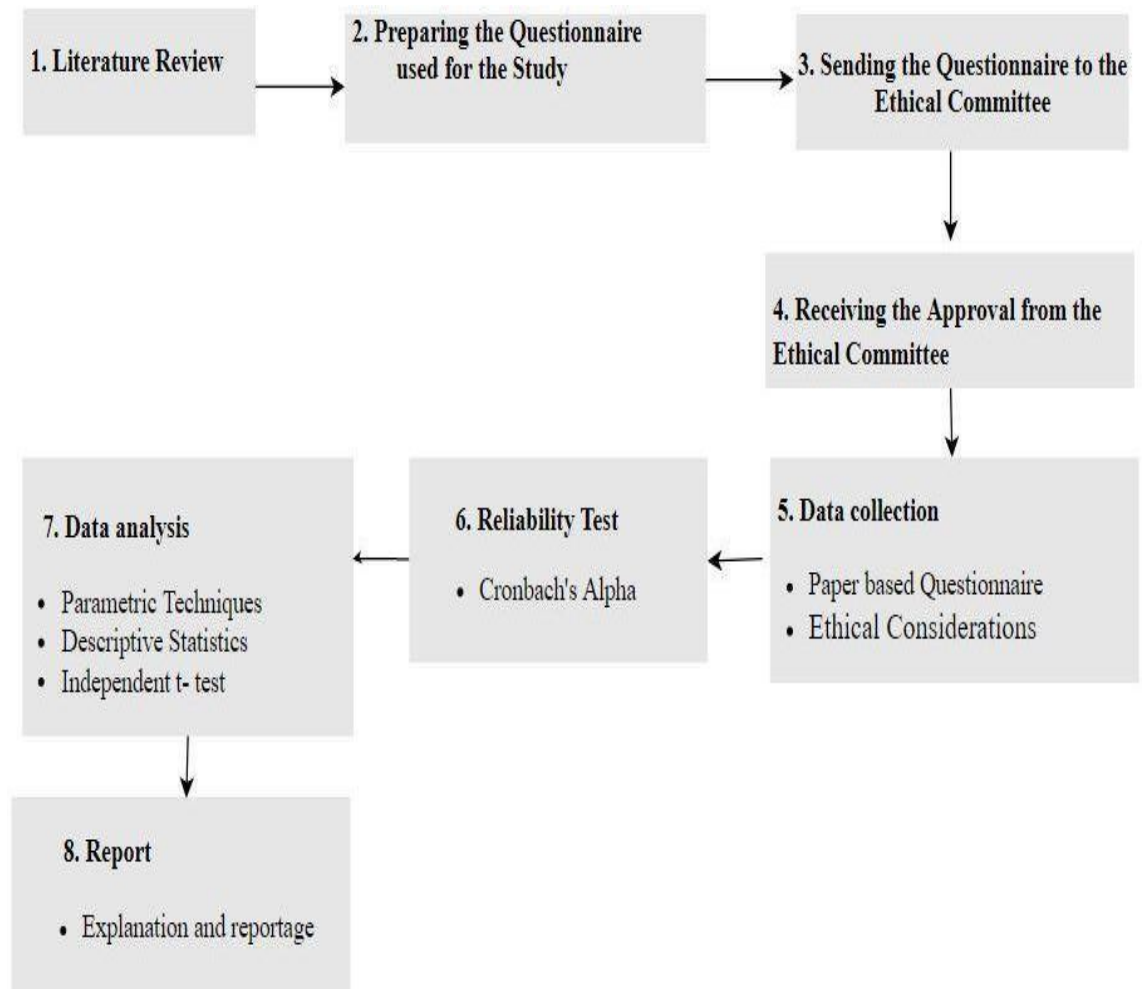 1. Literature Review
2. Preparing the Questionnaire
used for the Study
3. Sending the Questionnaire to the
Ethical Committee
4. Receiving the Approval from the
Ethical Committee
5. Data collection
• Paper based Questionnaire
• Ethical Considerations
6. Reliability Test
• Cronbach's Alpha
7. Data analysis
• Parametric Techniques
• Descriptive Statistics
• Independent t- test
8. Report
• Explanation and reportage